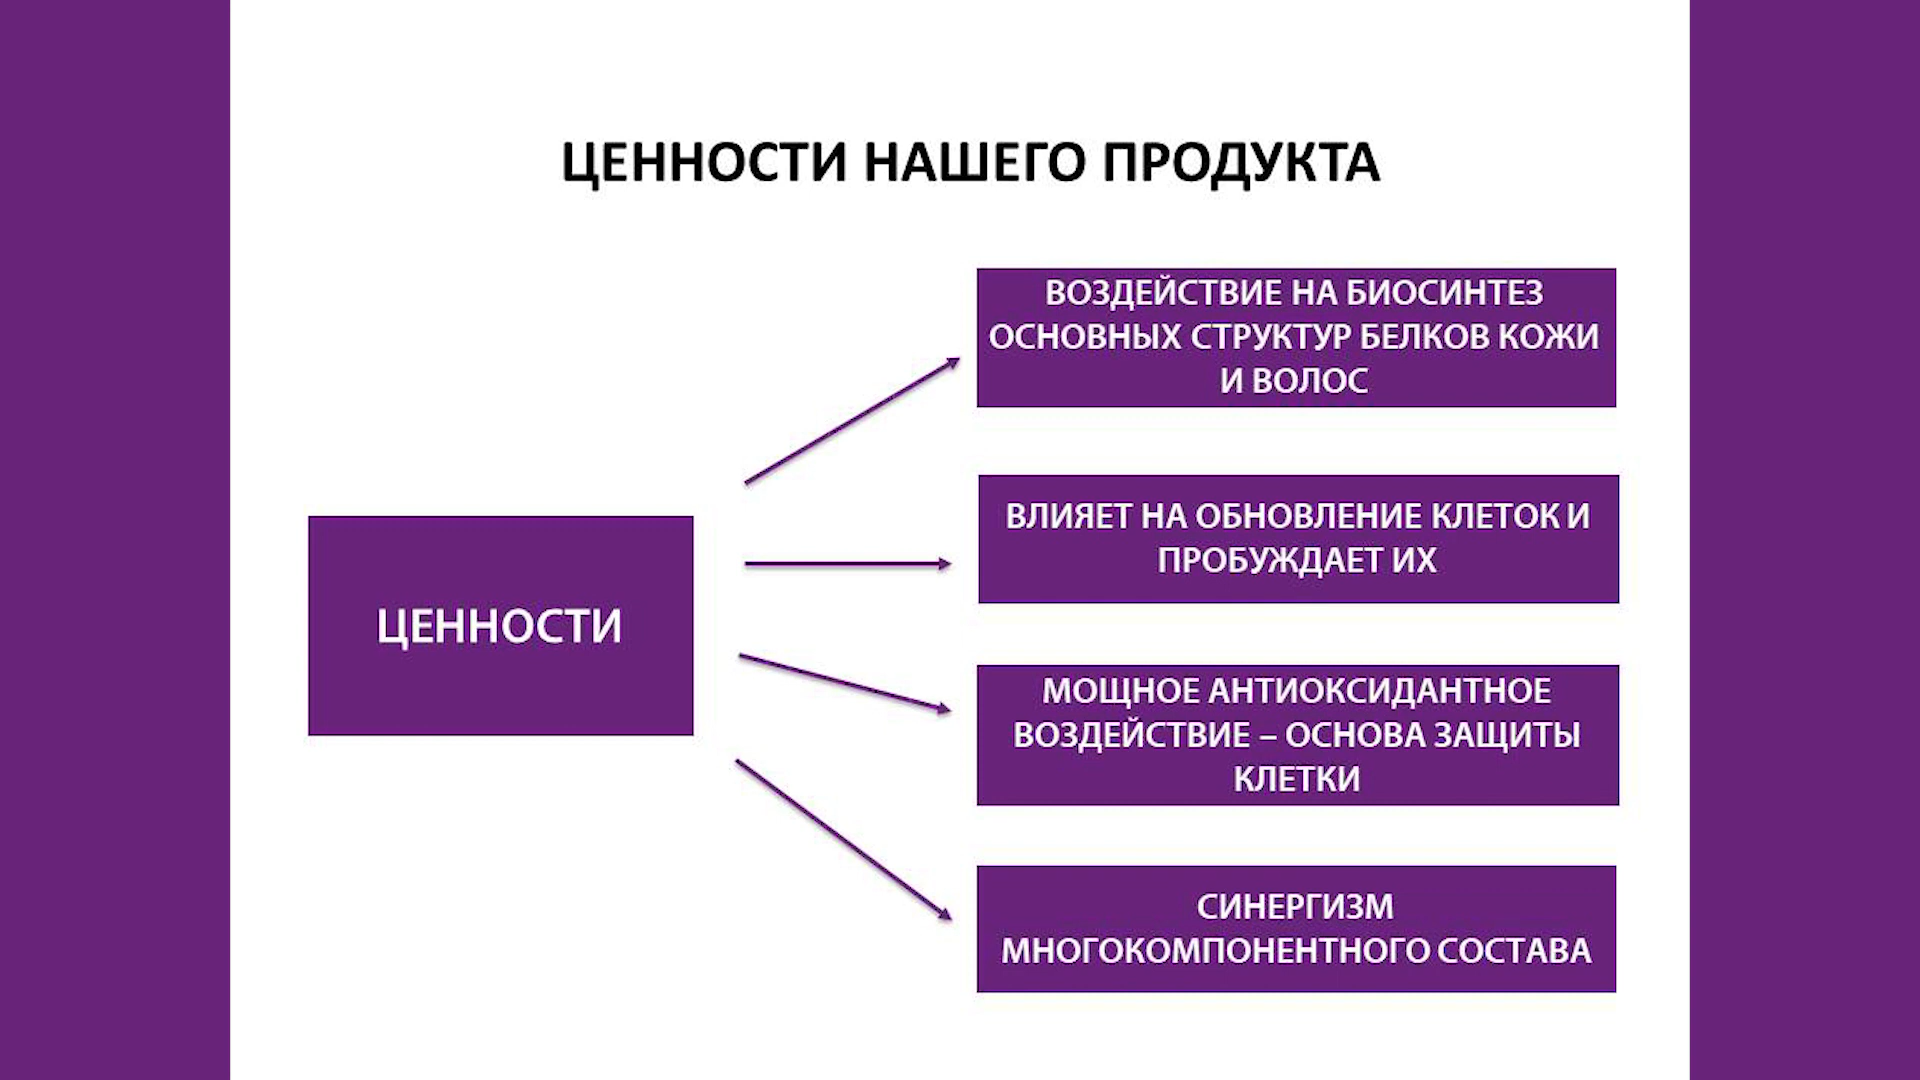 ЦЕННОСТИ НАШЕГО ПРОДУКТА
ЦЕННОСТИ
ВОЗДЕЙСТВИЕ НА БИОСИНТЕЗ
ОСНОВНЫХ СТРУКТУР БЕЛКОВ КОЖИ
И ВОЛОС
ВЛИЯЕТ НА ОБНОВЛЕНИЕ КЛЕТОК И
ПРОБУЖДАЕТ ИХ
МОЩНОЕ АНТИОКСИДАНТНОЕ
ВОЗДЕЙСТВИЕ – ОСНОВА ЗАЩИТЫ
КЛЕТКИ
СИНЕРГИЗМ
МНОГОКОМПОНЕНТНОГО СОСТАВА